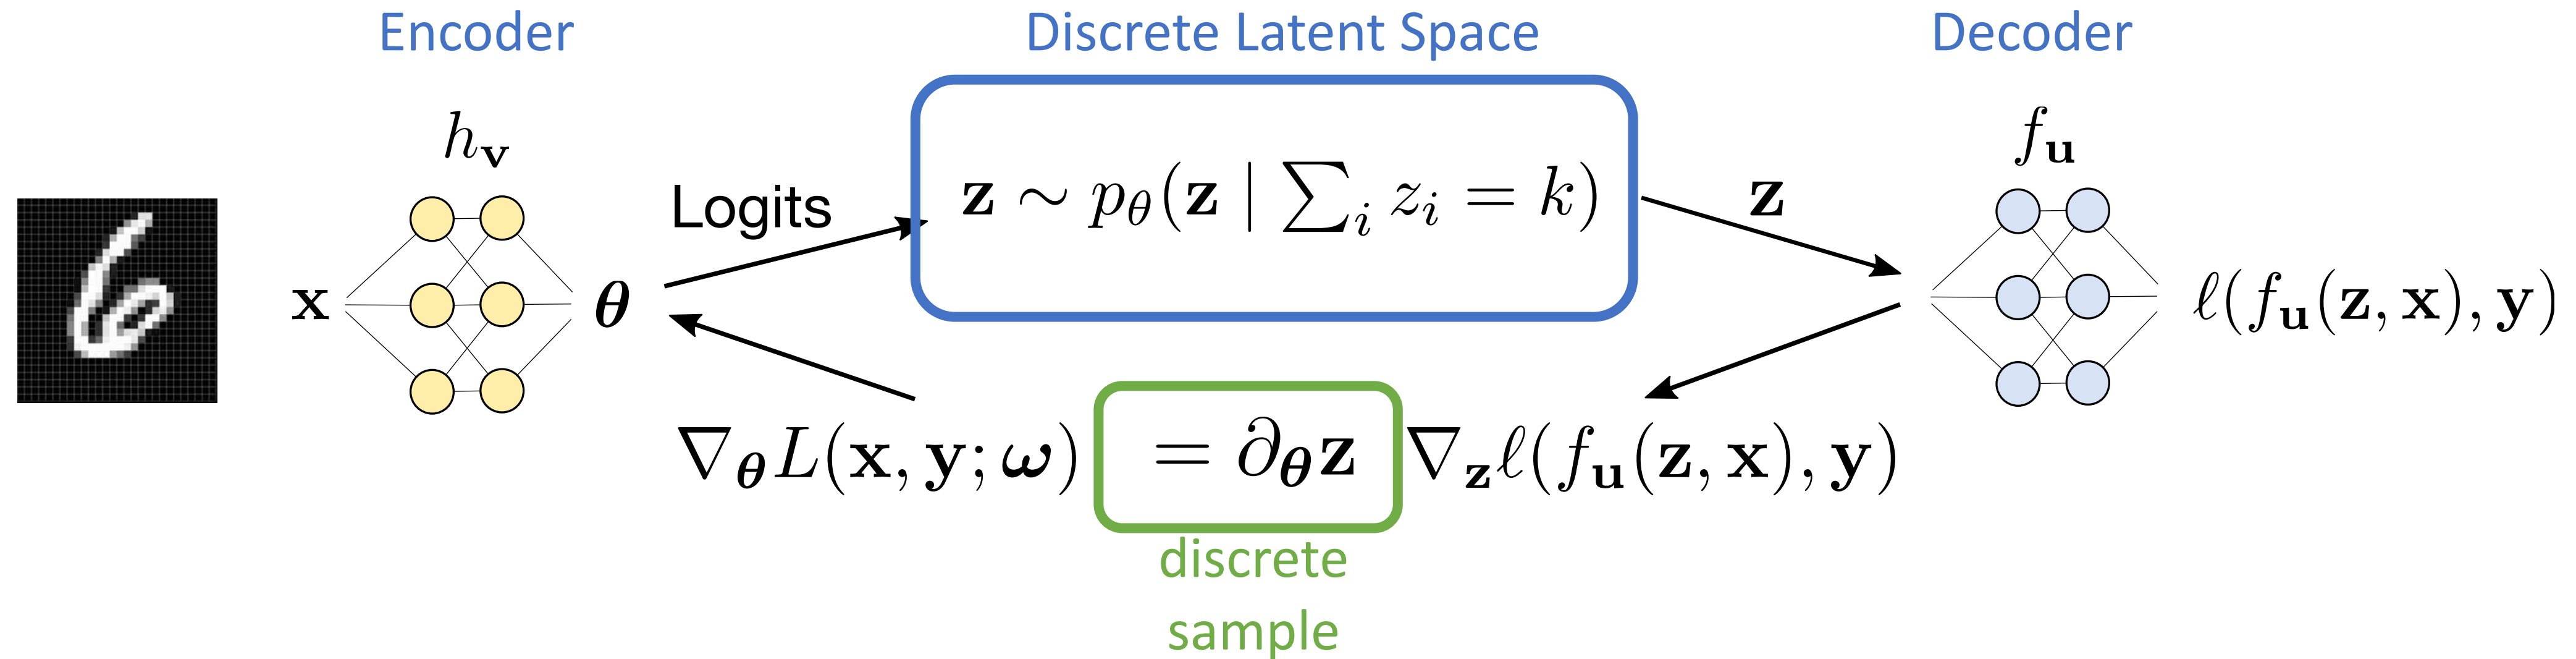 Encoder
Discrete Latent Space
Decoder
h_𝐯
f_𝐮
Logits
𝐳 ∼ p_θ(𝐳 | ∑_i z_i = k)
𝐳
𝐱
𝜽
ℓ(f_𝐮(𝐳, 𝐱), 𝐲)
∇_𝜽 L(𝐱, 𝐲; 𝝎) = ∂_𝜽 𝐳 ∇_𝐳 ℓ(f_𝐮(𝐳, 𝐱), 𝐲)
discrete
sample